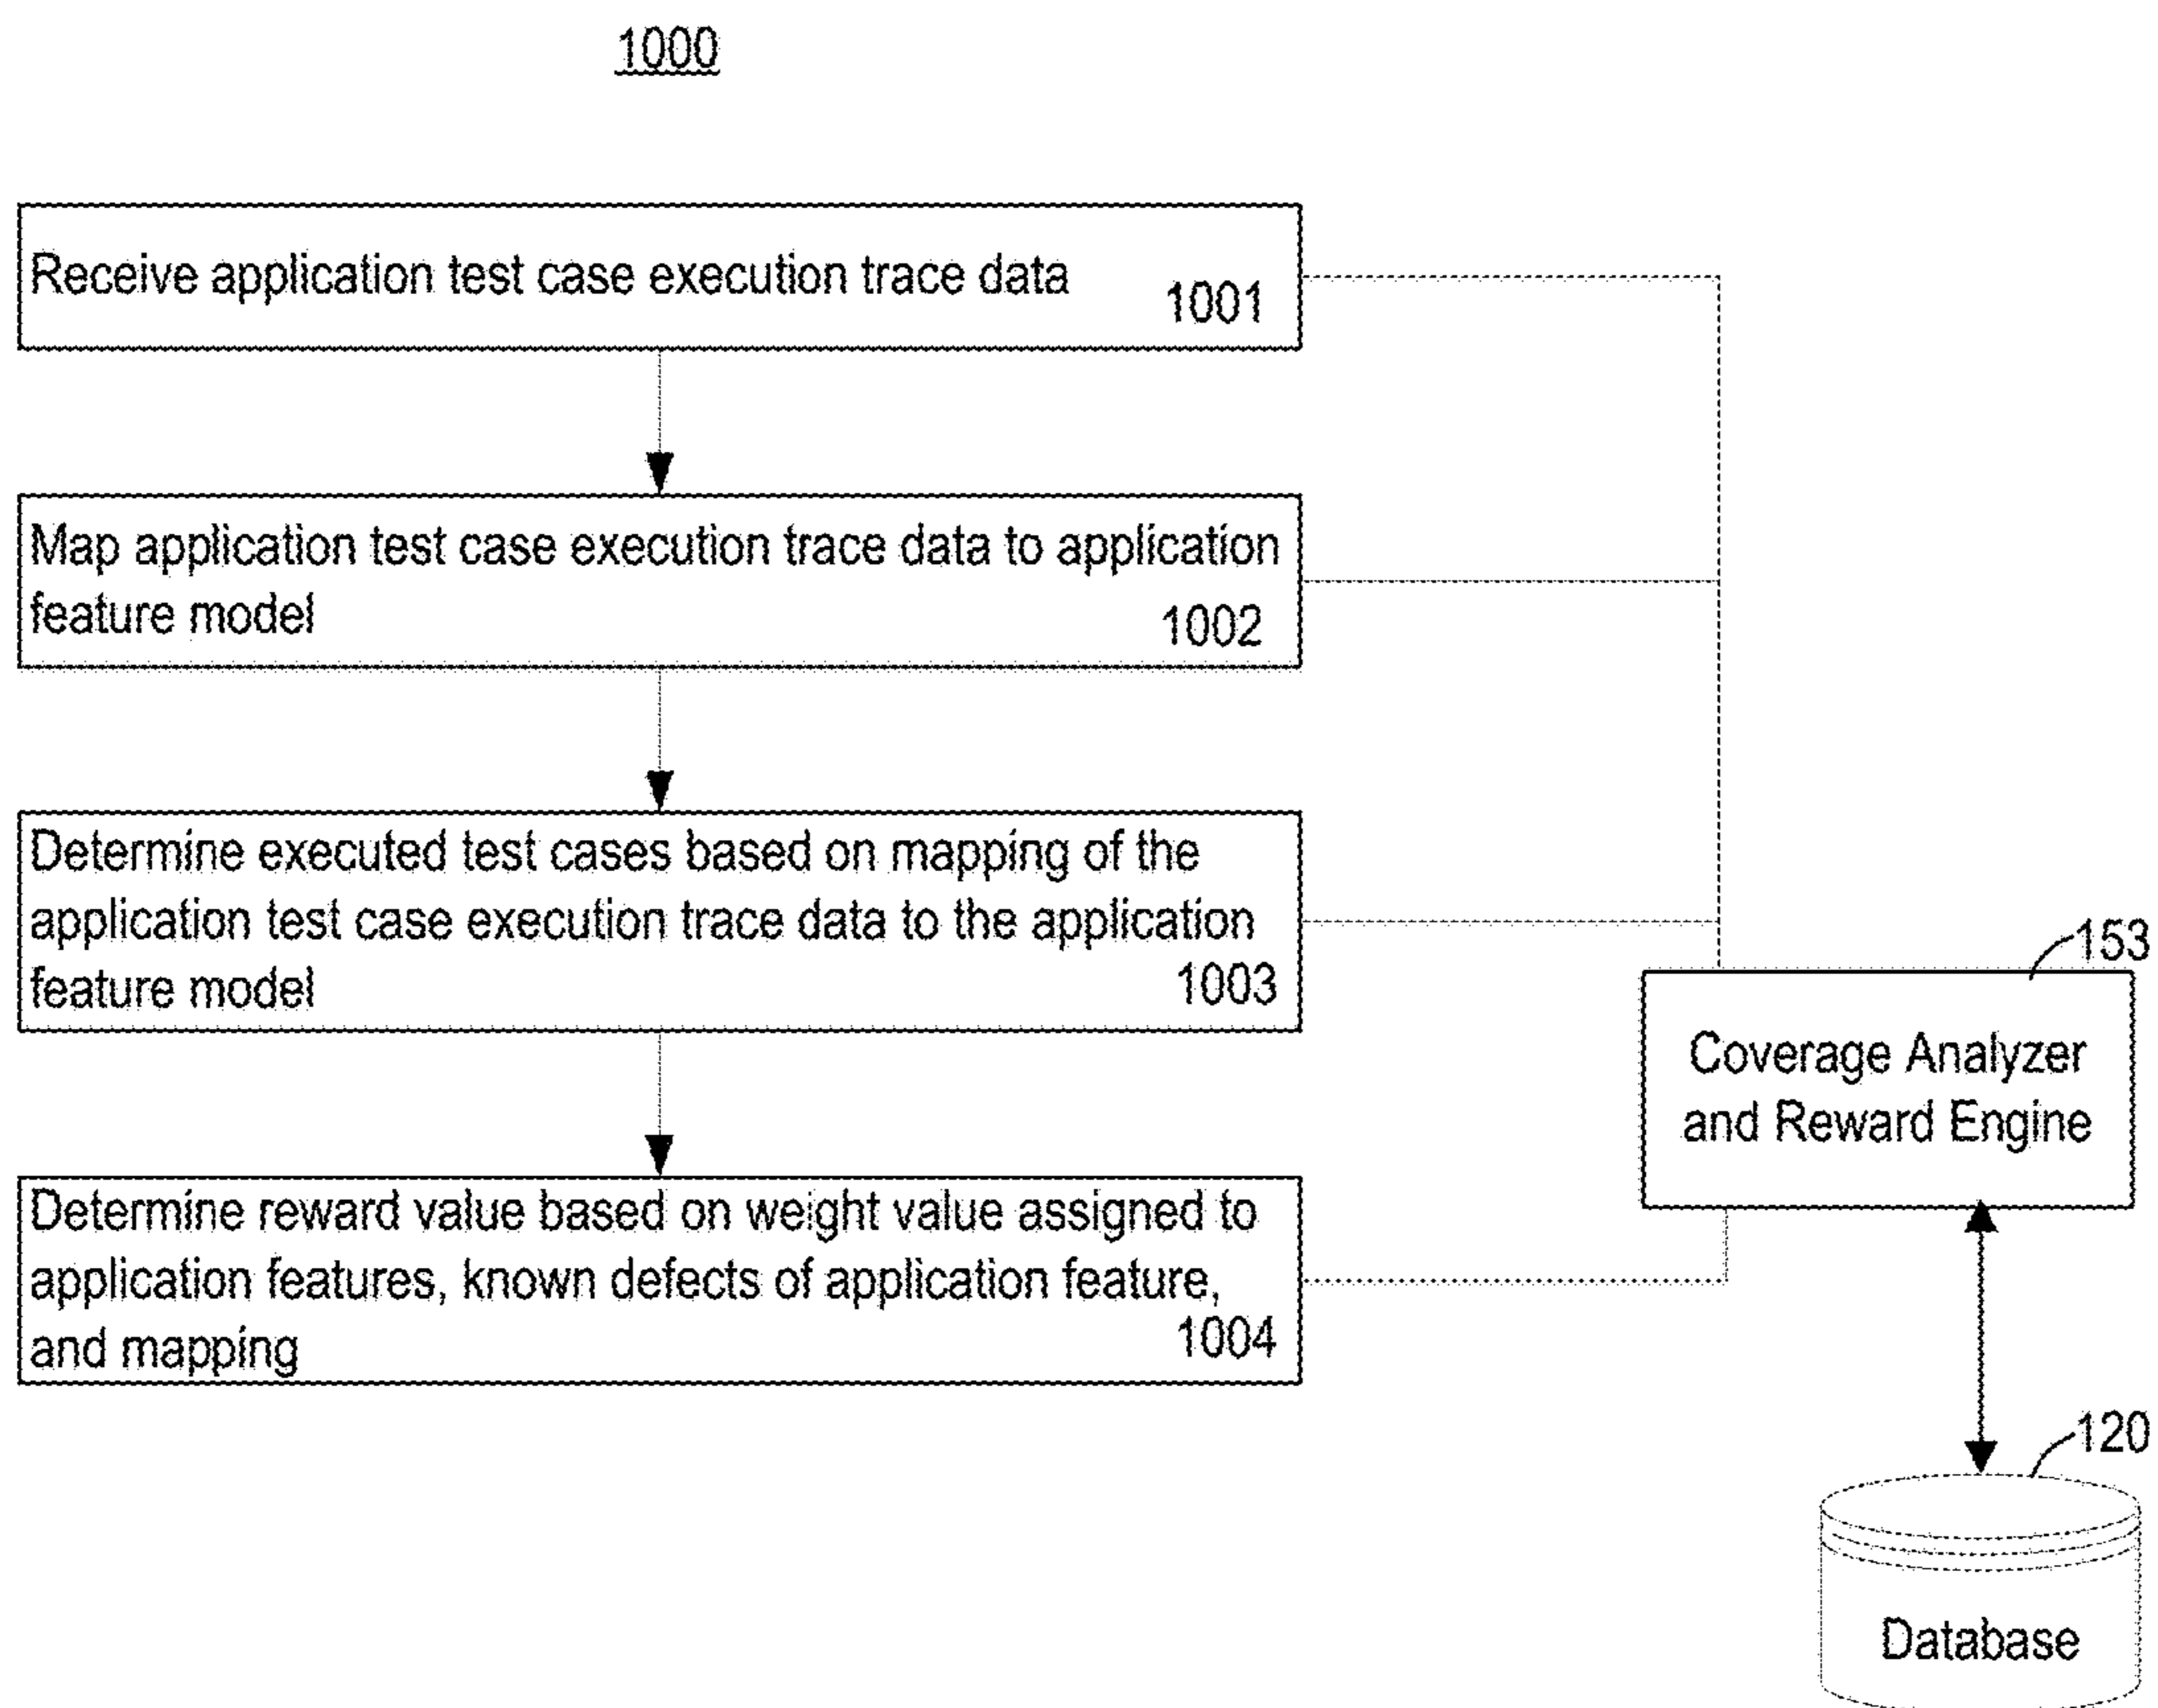 1000
Receive application test case execution trace data
1001
Map application test case execution trace data to application
feature model
1002
Determine executed test cases based on mapping of the
application test case execution trace data to the application
feature model
1003
Determine reward value based on weight value assigned to
application features, known defects of application feature,
and mapping
1004
153
Coverage Analyzer
and Reward Engine
120
Database